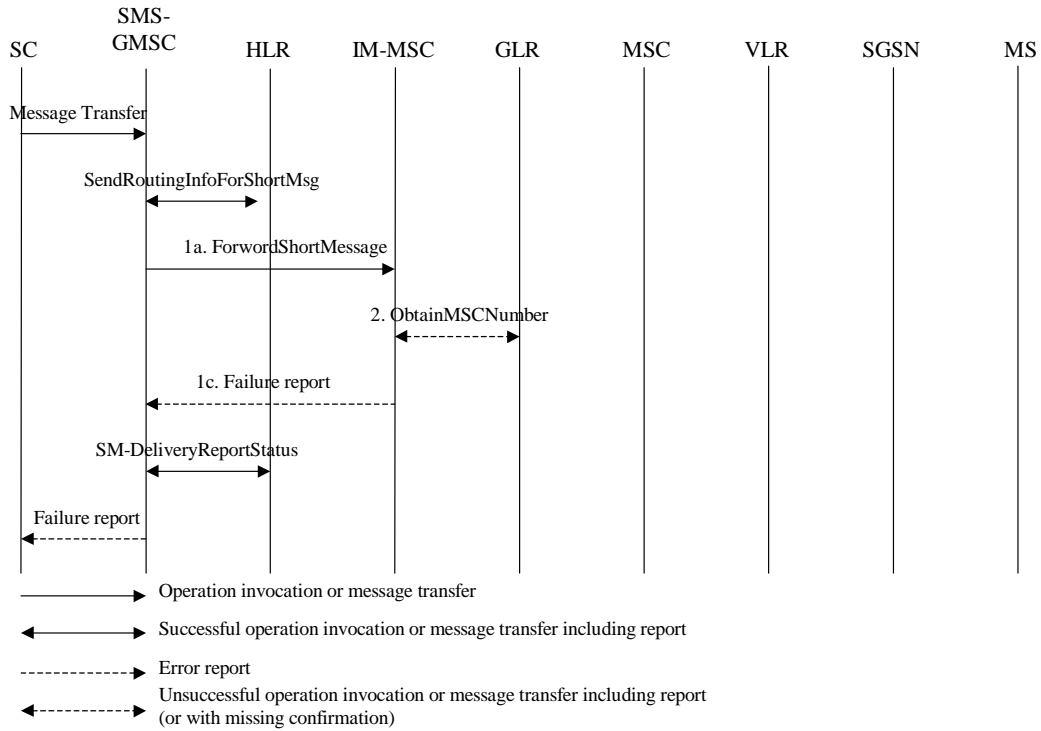 SMS-
SC GMSC HLR IM-MSC GLR MSC VLR SGSN MS
Message Transfer
SendRoutingInfoForShortMsg
1a. ForwordShortMessage
2. ObtainMSCNumber
1c. Failure report
SM-DeliveryReportStatus
Failure report
Operation invocation or message transfer
Successful operation invocation or message transfer including report
Error report
Unsuccessful operation invocation or message transfer including report
(or with missing confirmation)